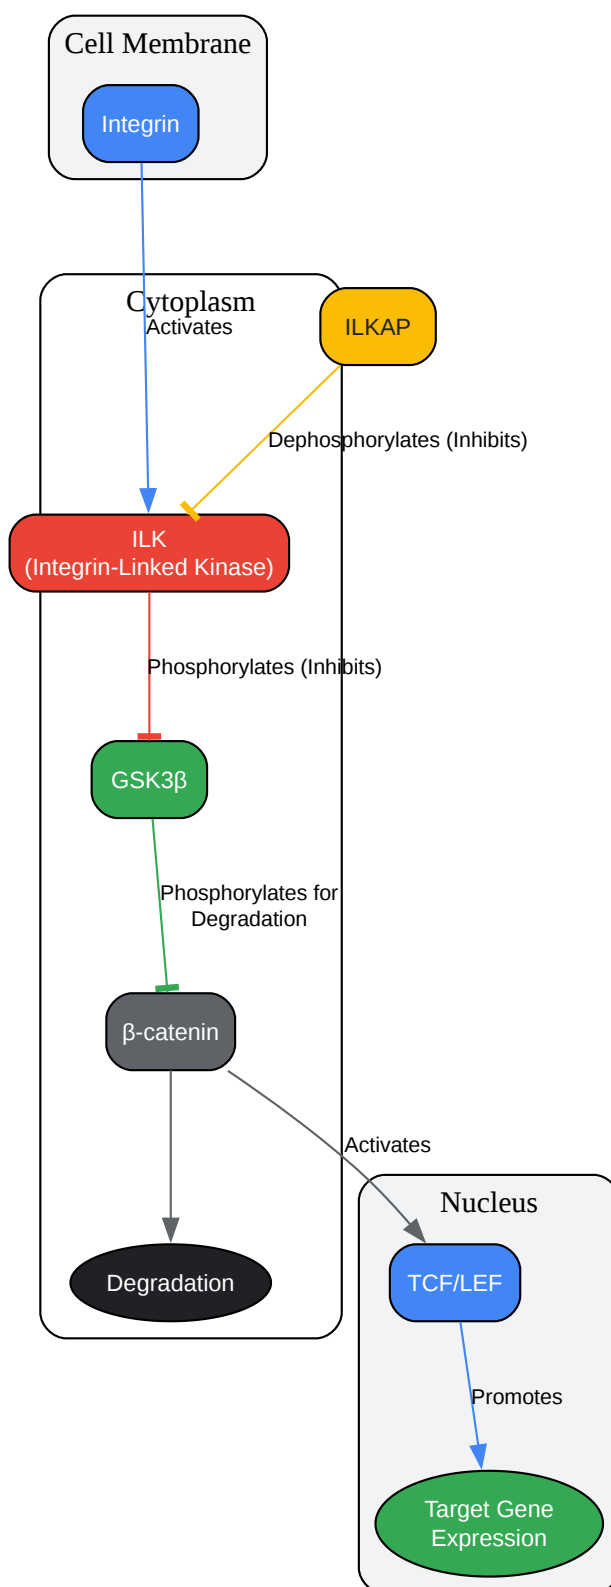 Cell Membrane
Integrin
Cytoplasm
Activates
ILKAP
Dephosphorylates (Inhibits)
ILK
(Integrin-Linked Kinase)
Phosphorylates (Inhibits)
GSK3β
Phosphorylates for
Degradation
β-catenin
Activates
Nucleus
Degradation
TCF/LEF
Promotes
Target Gene
Expression